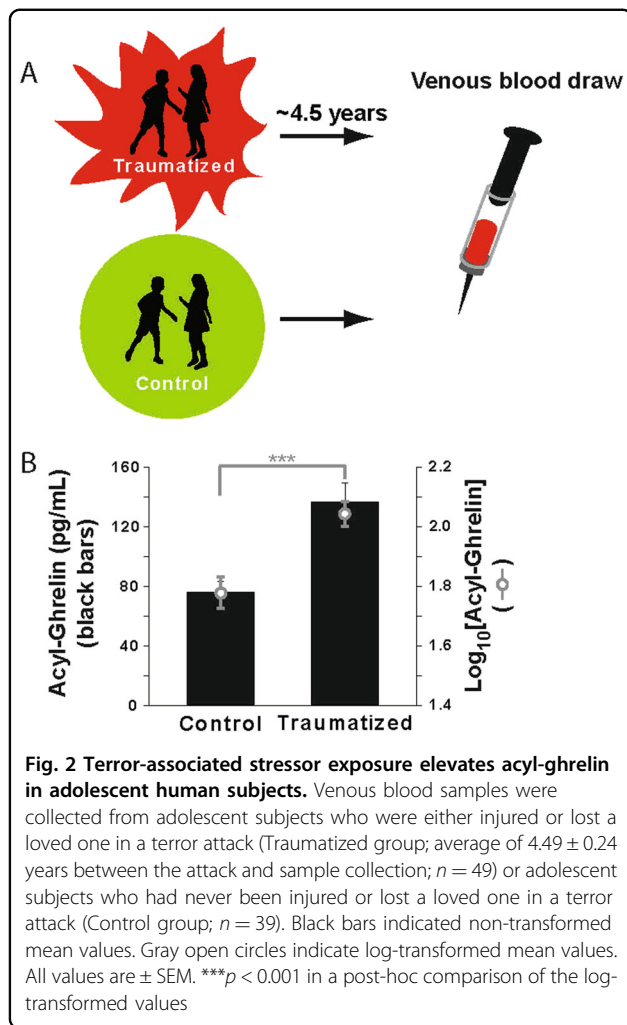 A
Traumatized
~4.5 years
Venous blood draw
Control
B
Acyl-Ghrelin (pg/mL)
(black bars)
160
120
80
40
0
***
2.2
2.0
1.8
1.6
1.4
Log10[Acyl-Ghrelin]
( )
Control Traumatized
Fig. 2 Terror-associated stressor exposure elevates acyl-ghrelin
in adolescent human subjects. Venous blood samples were
collected from adolescent subjects who were either injured or lost a
loved one in a terror attack (Traumatized group; average of 4.49 ± 0.24
years between the attack and sample collection; n = 49) or adolescent
subjects who had never been injured or lost a loved one in a terror
attack (Control group; n = 39). Black bars indicated non-transformed
mean values. Gray open circles indicate log-transformed mean values.
All values are ± SEM. ***p < 0.001 in a post-hoc comparison of the log-
transformed values